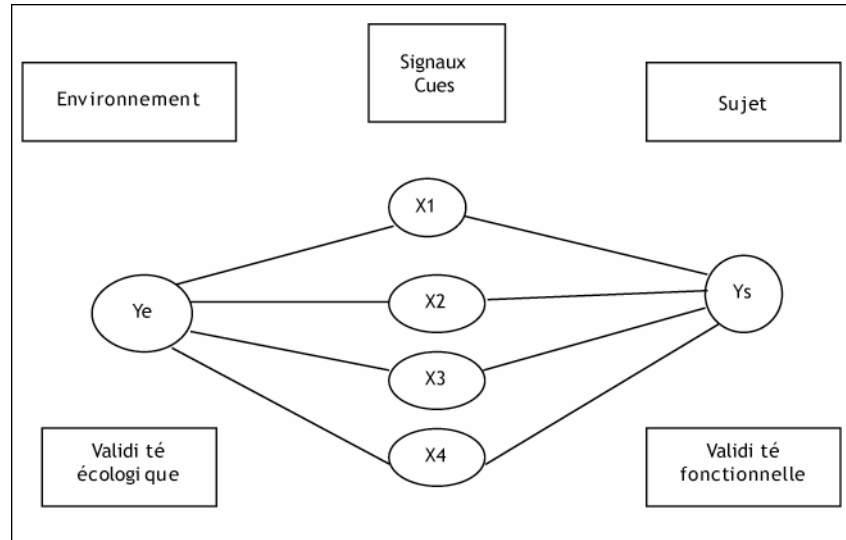 Signaux
Cues
Environnement
Sujet
X1
X2
Ye
Ys
X3
X4
Validi té
écologi que
Validi té
fonctionnelle